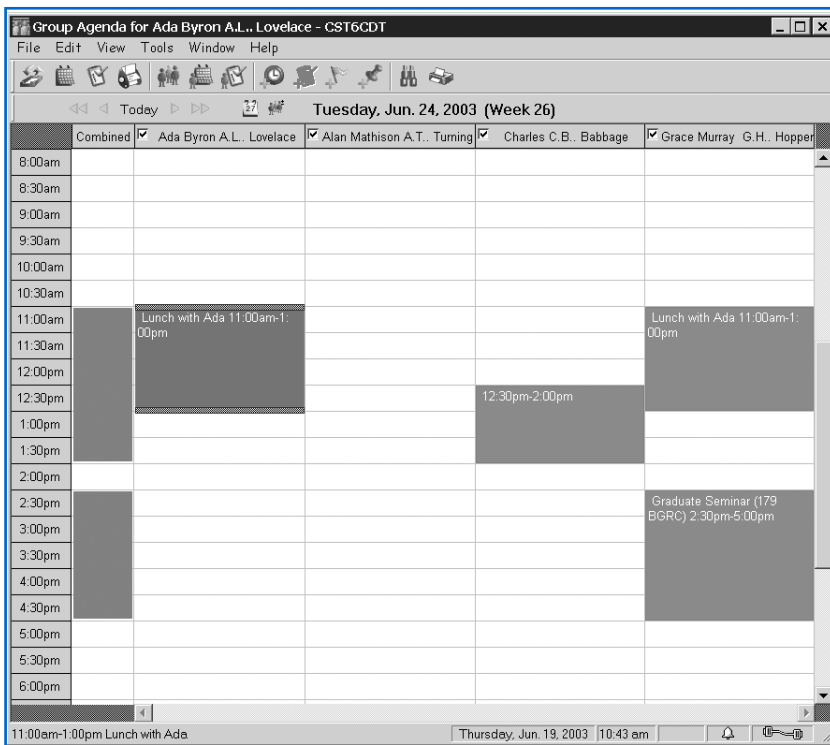 Group Agenda for Ada Byron A.L.. Lovelace - CST6CDT
File Edit View Tools Window Help
Today 27 Tuesday, Jun. 24, 2003 (Week 26)
Combined Ada Byron A.L.. Lovelace Alan Mathison A.T.. Turning Charles C.B.. Babbage Grace Murray G.H.. Hopper
8:00am
8:30am
9:00am
9:30am
10:00am
10:30am
11:00am Lunch with Ada 11:00am-1: Lunch with Ada 11:00am-1:
00pm 00pm
11:30am
12:00pm
12:30pm 12:30pm-2:00pm
1:00pm
1:30pm
2:00pm
2:30pm Graduate Seminar (179
BGRC) 2:30pm-5:00pm
3:00pm
3:30pm
4:00pm
4:30pm
5:00pm
5:30pm
6:00pm
11:00am-1:00pm Lunch with Ada Thursday, Jun. 19, 2003 10:43 am